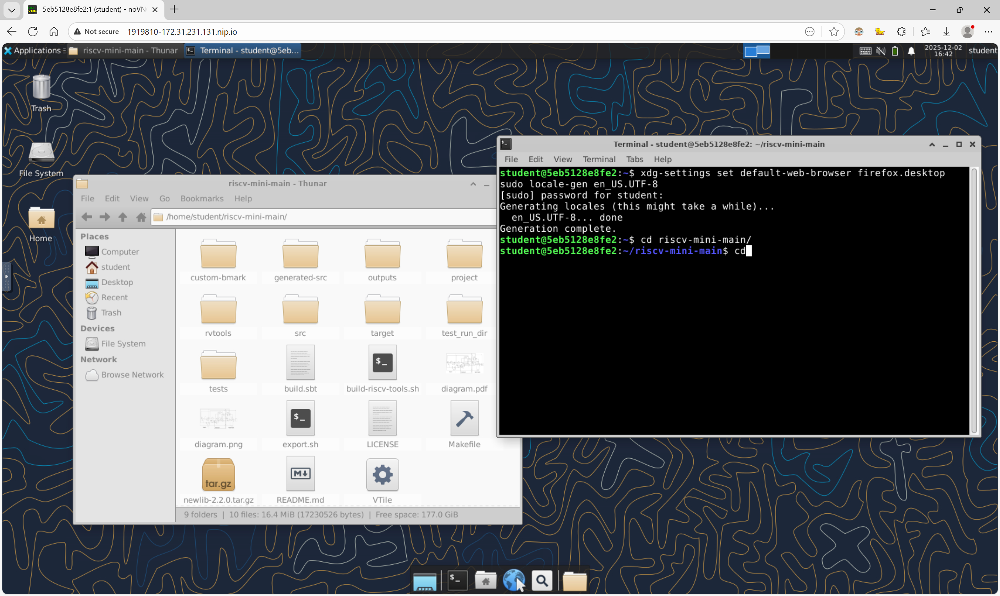 5eb5128e8fe2:1 (student) - noVN
Not secure 1919810-172.31.231.131.nip.io
Applications riscv-mini-main - Thunar Terminal - student@5eb... 2025-12-02 16:42 student
Trash
File System
Home
riscv-mini-main - Thunar
File Edit View Go Bookmarks Help
/home/student/riscv-mini-main/
Places
Computer
student
Desktop
Recent
Trash
Devices
File System
Network
Browse Network
custom-bmark generated-src outputs project
rvtools src target test_run_dir
$_
tests build.sbt build-riscv-tools.sh diagram.pdf
$_
diagram.png export.sh LICENSE Makefile
tar.gz M
newlib-2.2.0.tar.gz README.md VTile
9 folders | 10 files: 16.4 MiB (17230526 bytes) | Free space: 177.0 GiB
Terminal - student@5eb5128e8fe2: ~/riscv-mini-main
File Edit View Terminal Tabs Help
student@5eb5128e8fe2:~$ xdg-settings set default-web-browser firefox.desktop
sudo locale-gen en_US.UTF-8
[sudo] password for student:
Generating locales (this might take a while)...
en_US.UTF-8... done
Generation complete.
student@5eb5128e8fe2:~$ cd riscv-mini-main/
student@5eb5128e8fe2:~/riscv-mini-main$ cd
$_